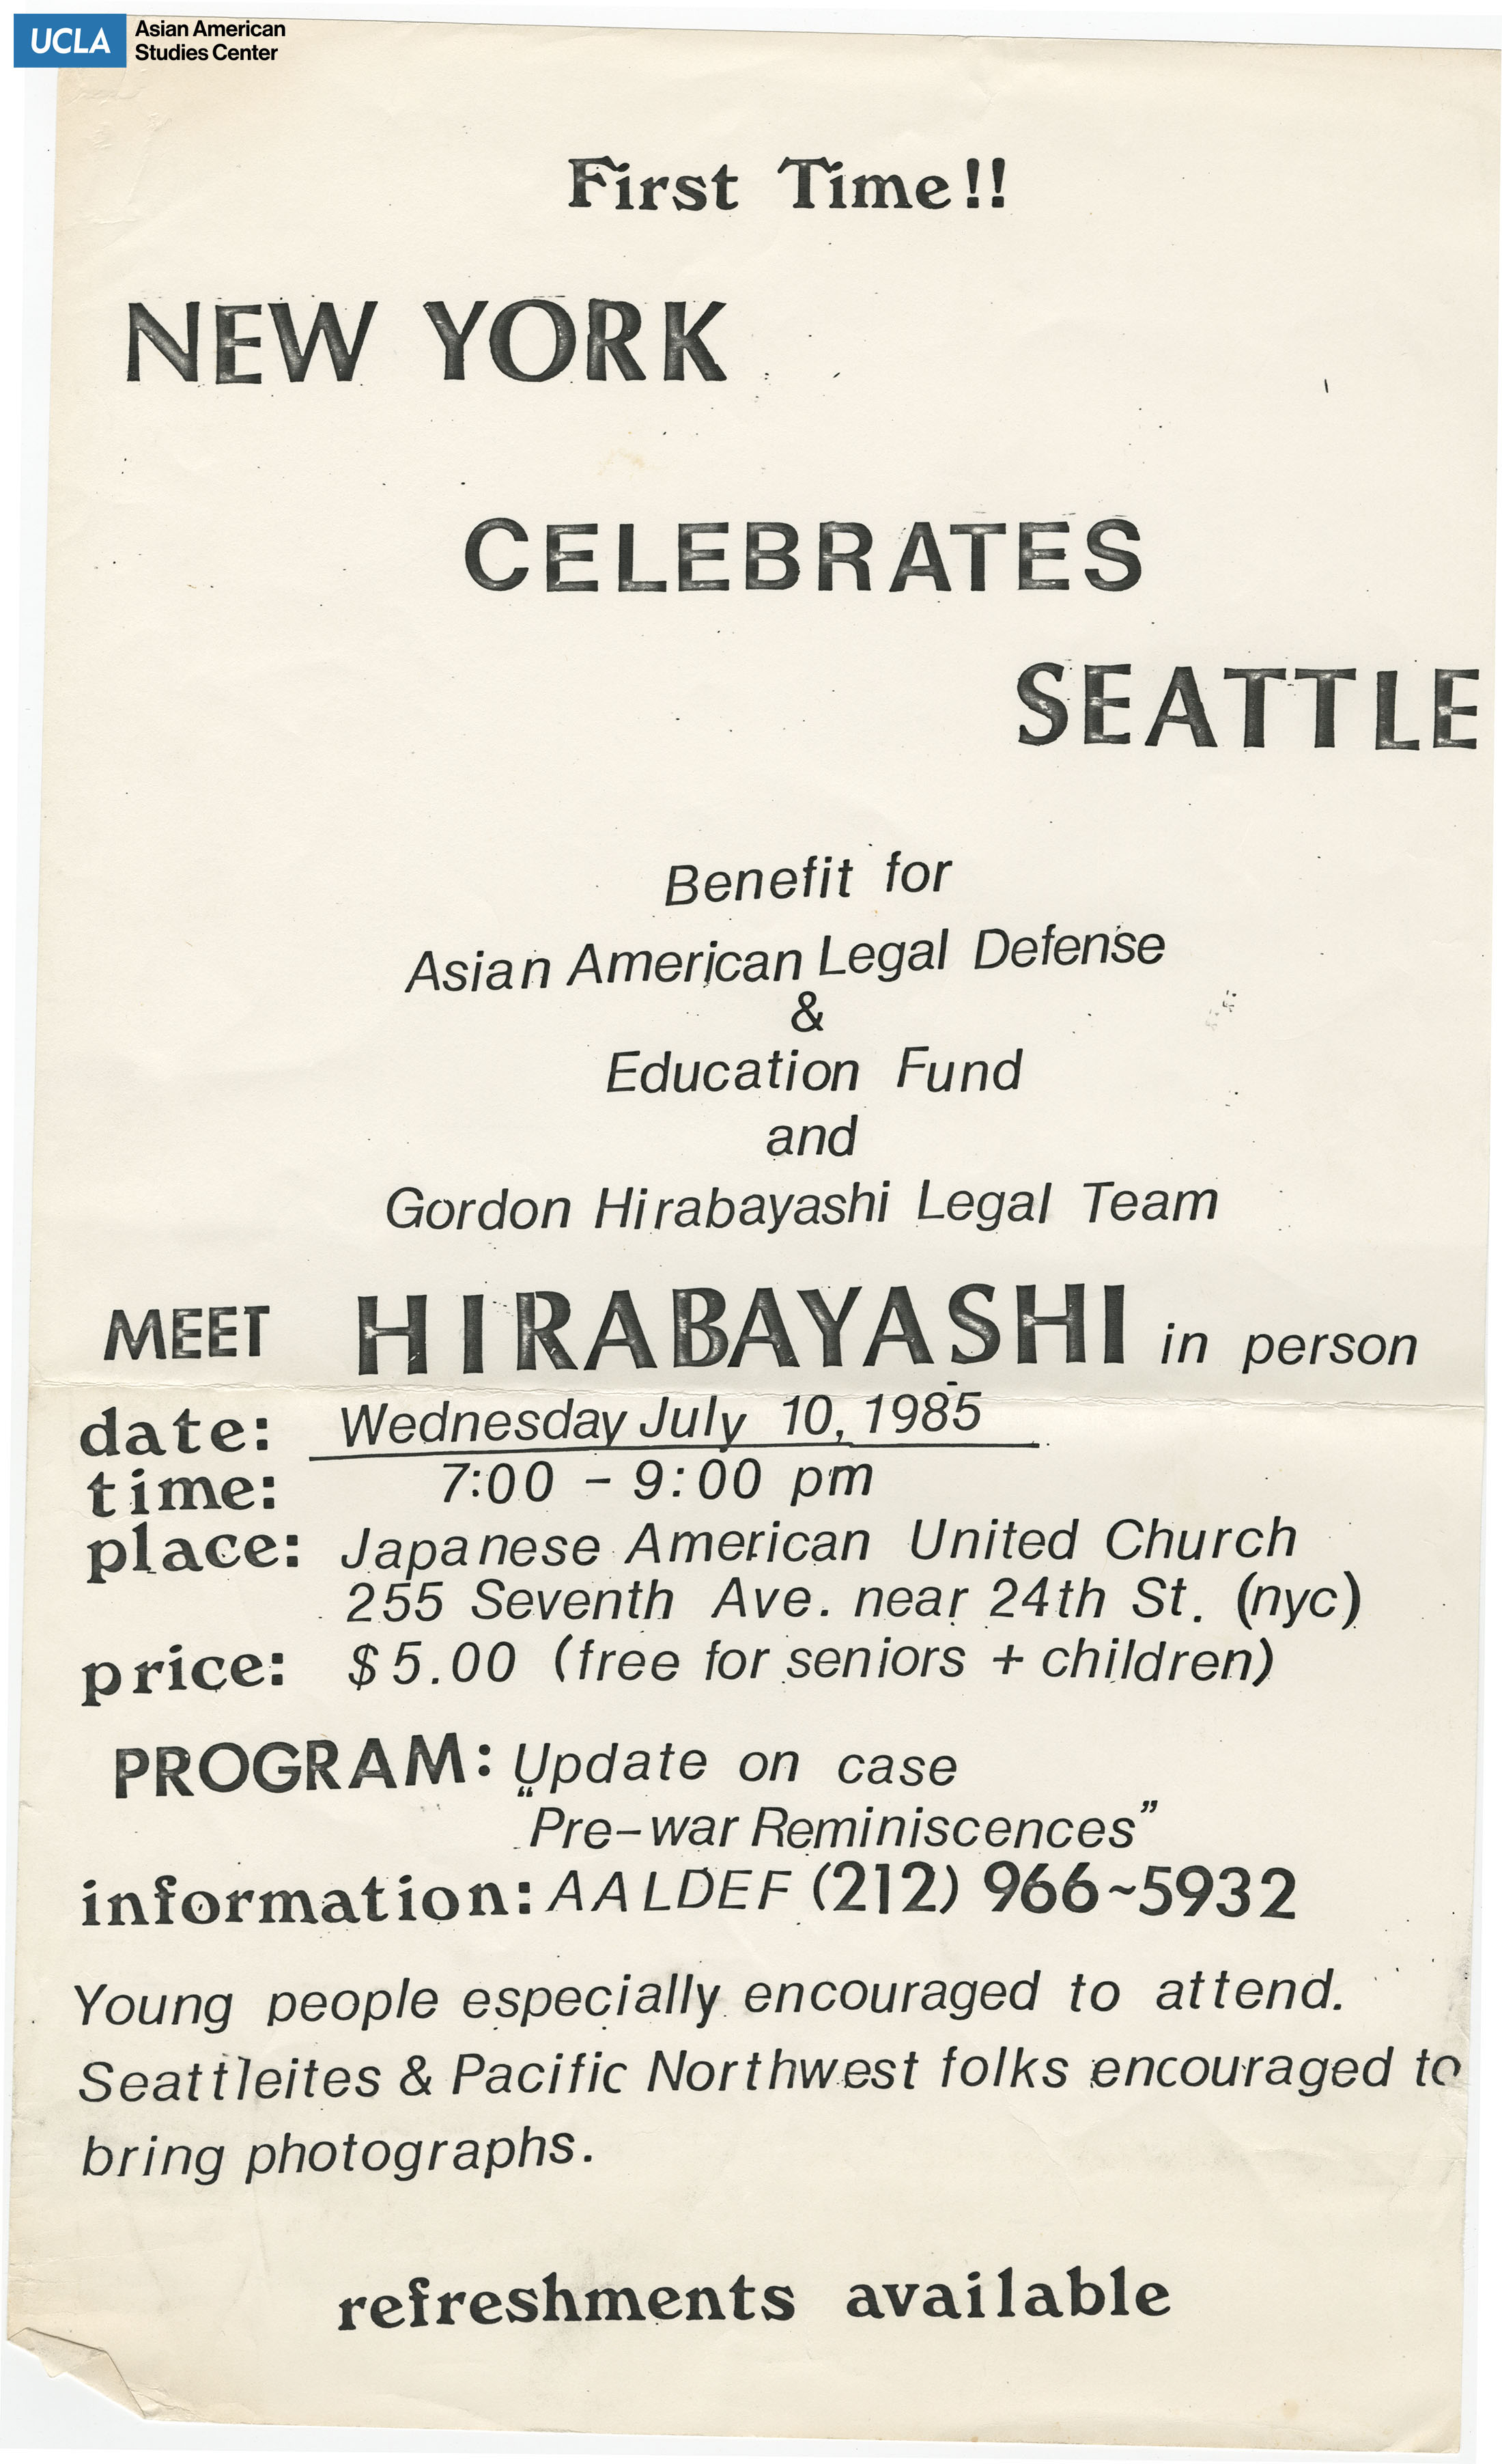 UCLA Asian American
Studies Center
First Time!!
NEW YORK
CELEBRATES
SEATTLE
Benefit for
Asian American Legal Defense
&
Education Fund
and
Gordon Hirabayashi Legal Team
MEET HIRABAYASHI in person
date: Wednesday July 10, 1985
time: 7:00 - 9:00 pm
place: Japanese American United Church
255 Seventh Ave. near 24th St. (nyc)
price: $5.00 (free for seniors + children)
PROGRAM: Update on case
“Pre-war Reminiscences”
information: AALDEF (212) 966~5932
Young people especially encouraged to attend.
Seattleites & Pacific Northwest folks encouraged to
bring photographs.
refreshments available